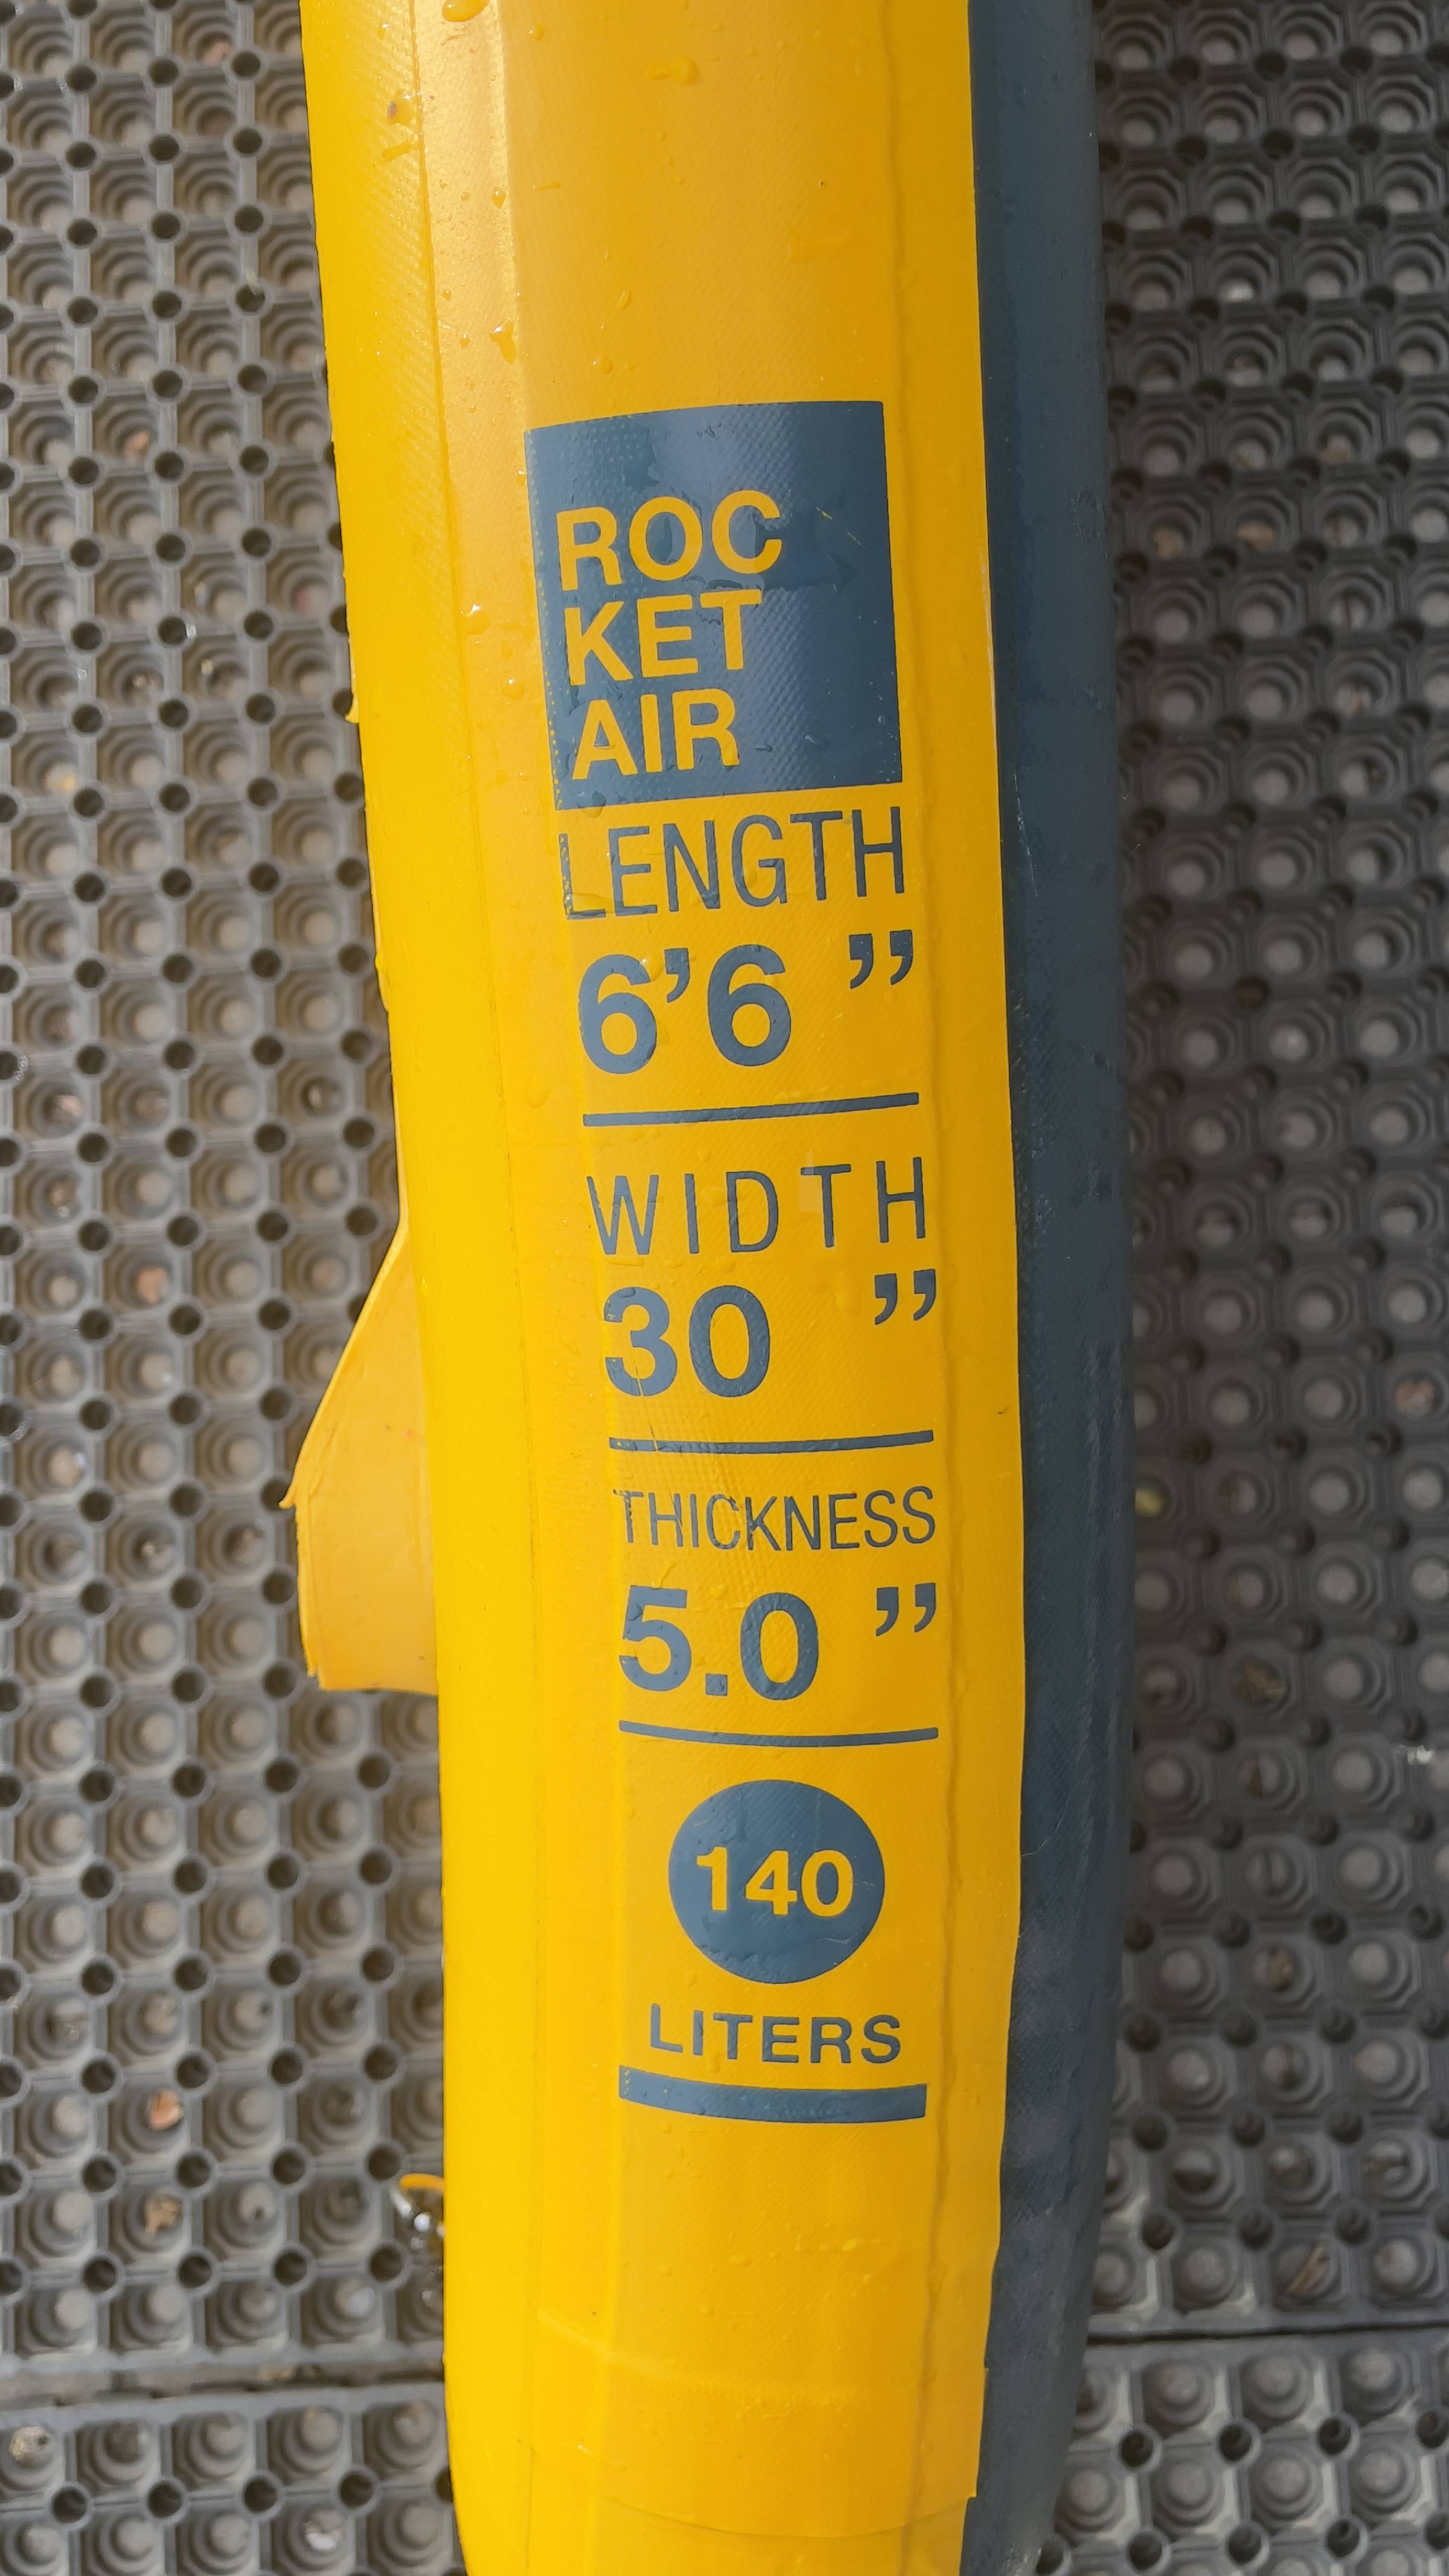 ROC
KET
AIR
LENGTH
6’6 ”
WIDTH
30 ”
THICKNESS
5.0 ”
140
LITERS